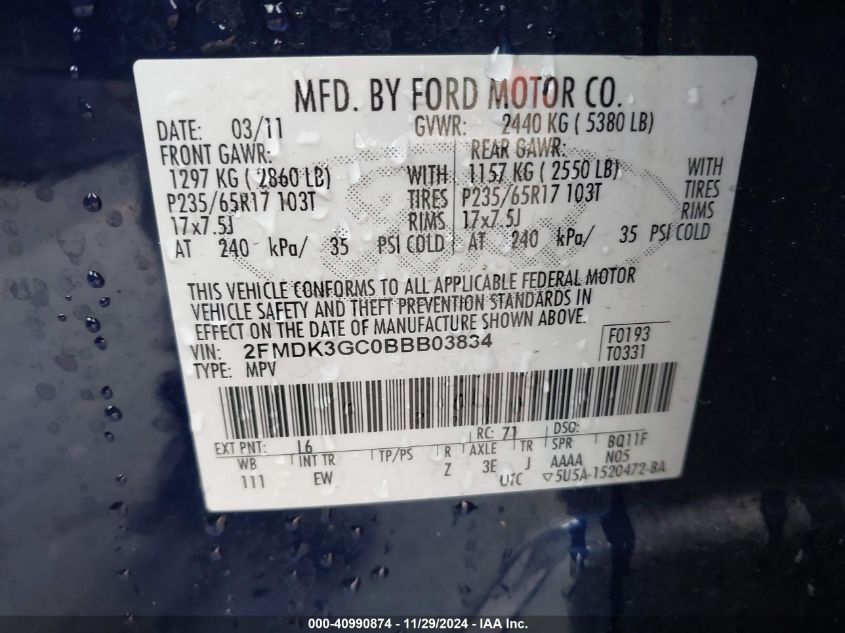 MFD. BY FORD MOTOR CO.
DATE: 03/11 GVWR: 2440 KG ( 5380 LB)
FRONT GAWR: REAR GAWR:
1297 KG ( 2860 LB) WITH 1157 KG ( 2550 LB) WITH
P235/65R17 103T TIRES P235/65R17 103T TIRES
17x7.5J RIMS 17x7.5J RIMS
AT 240 kPa/ 35 PSI COLD AT 240 kPa/ 35 PSI COLD
THIS VEHICLE CONFORMS TO ALL APPLICABLE FEDERAL MOTOR
VEHICLE SAFETY AND THEFT PREVENTION STANDARDS IN
EFFECT ON THE DATE OF MANUFACTURE SHOWN ABOVE.
VIN: 2FMDK3GC0BBB03834 F0193
TYPE: MPV T0331
EXT PNT: L6 RC: 71 DSO:
WB INT TR TP/PS R AXLE TR SPR BQ11F
111 EW Z 3E J AAAA N05
UTC ▽5U5A-1520472-BA
000-40990874 - 11/29/2024 - US.IAAI.COM